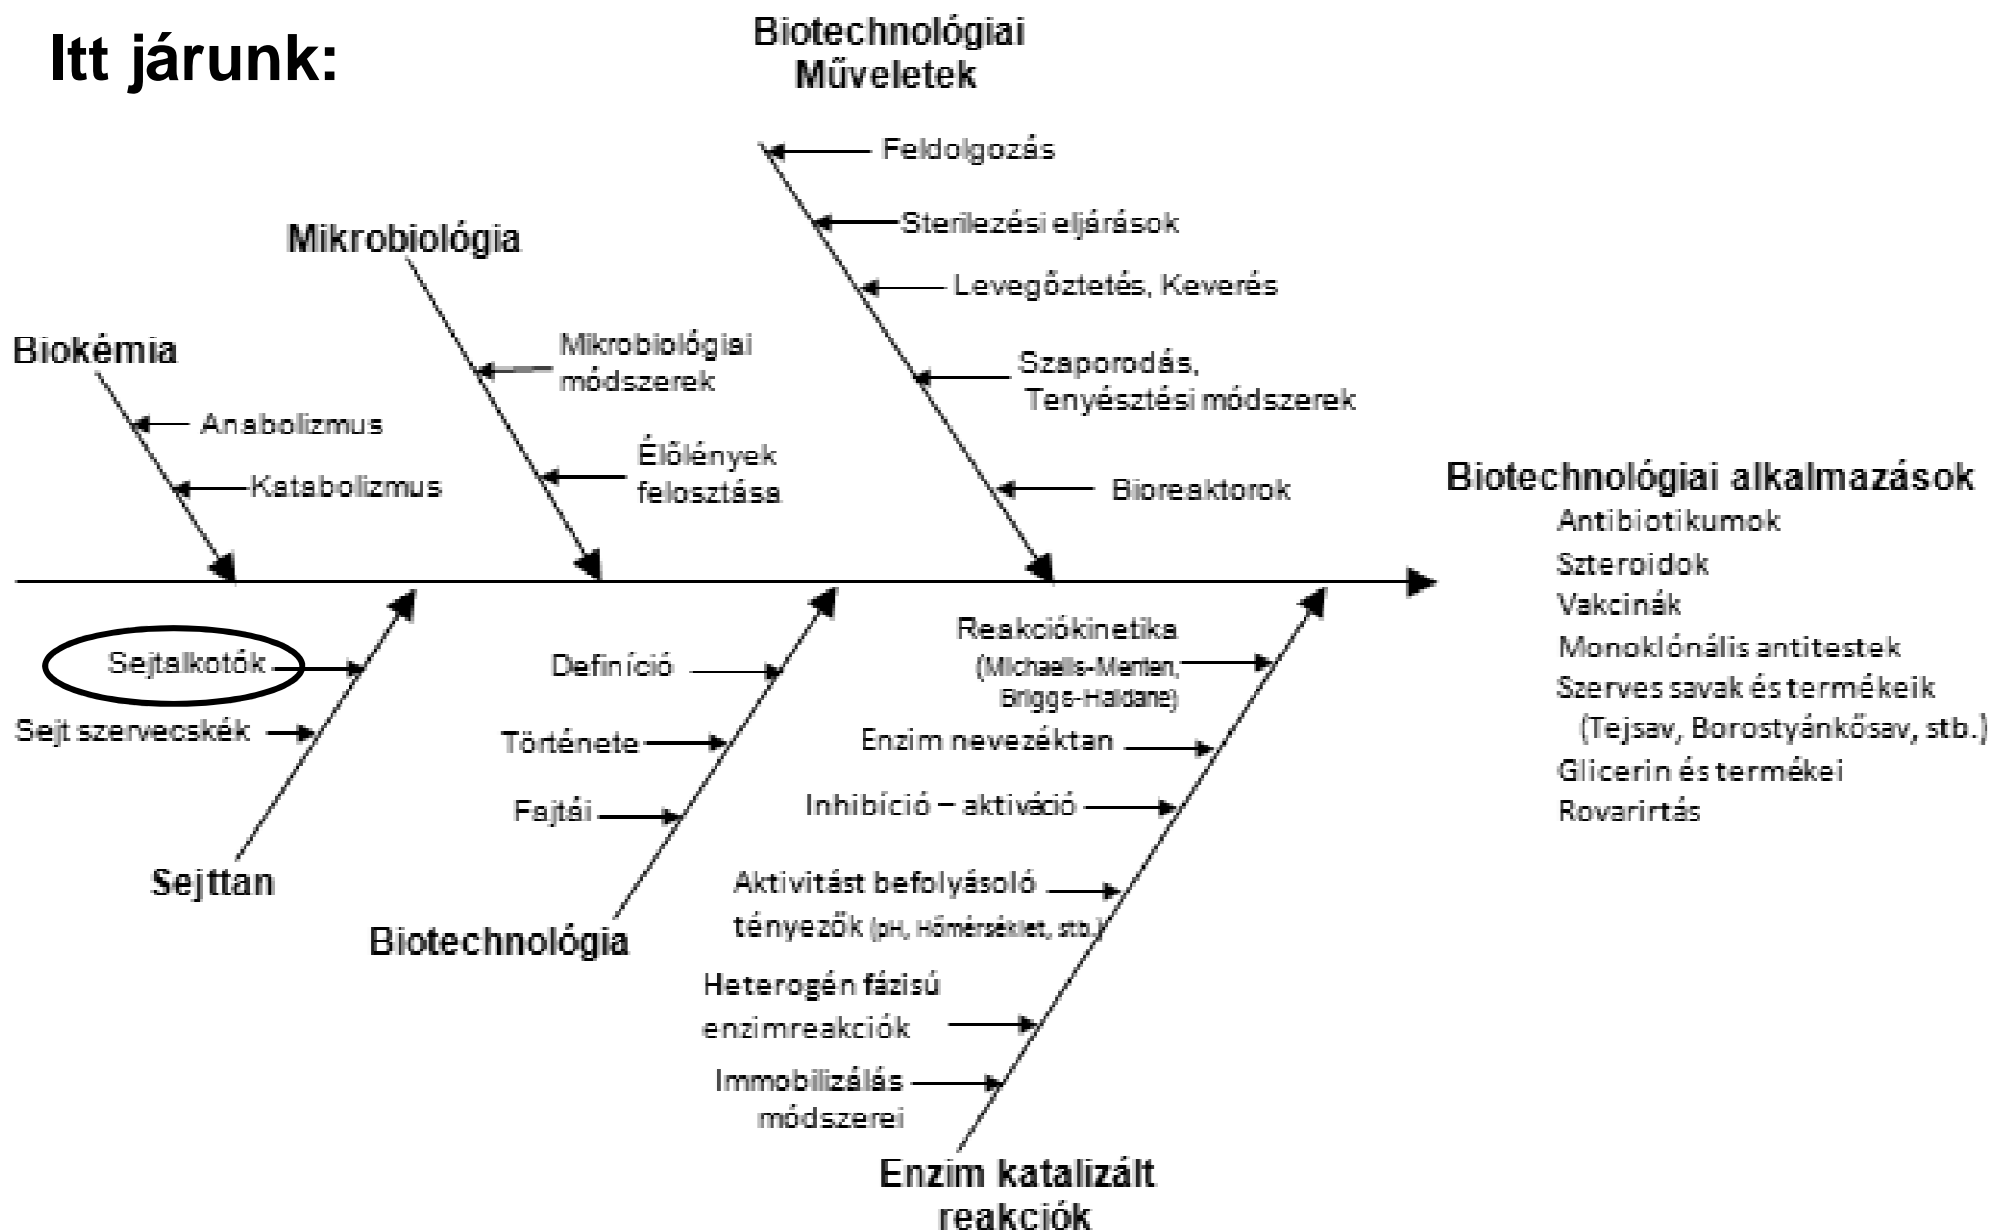 Itt járunk:
Biotechnológiai
Műveletek
Feldolgozás
Sterilezési eljárások
Levegőztetés, Keverés
Szaporodás,
Tenyésztési módszerek
Bioreaktorok
Mikrobiológia
Mikrobiológiai
módszerek
Élőlények
felosztása
Biokémia
Anabolizmus
Katabolizmus
Biotechnológiai alkalmazások
Antibiotikumok
Szteroidok
Vakcinák
Monoklónális antitestek
Szerves savak és termékeik
(Tejsav, Borostyánkősav, stb.)
Glicerin és termékei
Rovarirtás
Sejtalkotók
Sejt szervecskék
Sejttan
Definíció
Története
Fajtái
Biotechnológia
Reakciókinetika
(Michaelis-Menten,
Briggs-Haldane)
Enzim nevezéktan
Inhibíció – aktiváció
Aktivitást befolyásoló
tényezők (pH, Hőmérséklet, stb.)
Heterogén fázisú
enzimreakciók
Immobilizálás
módszerei
Enzim katalizált
reakciók